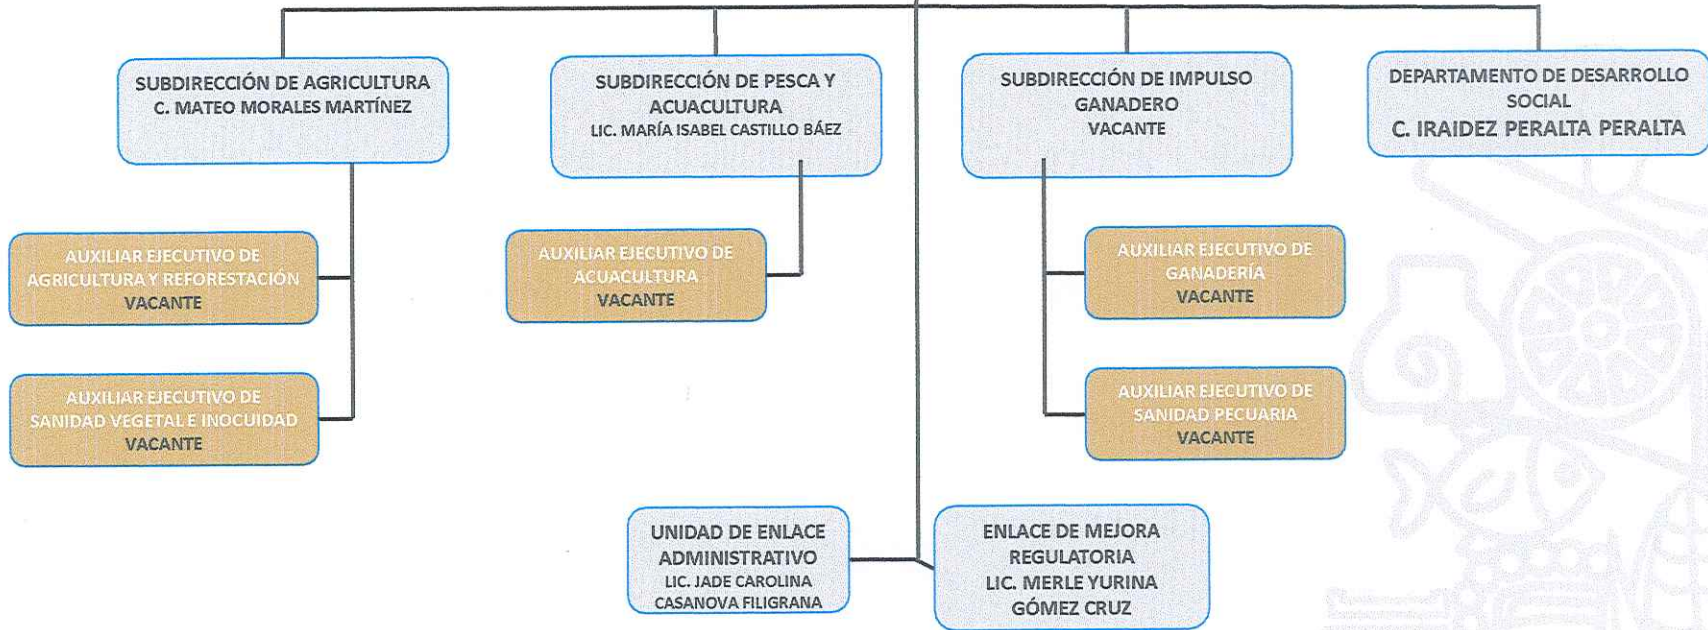 SUBDIRECCIÓN DE AGRICULTURA
C. MATEO MORALES MARTÍNEZ
SUBDIRECCIÓN DE PESCA Y
ACUACULTURA
LIC. MARÍA ISABEL CASTILLO BÁEZ
SUBDIRECCIÓN DE IMPULSO
GANADERO
VACANTE
DEPARTAMENTO DE DESARROLLO
SOCIAL
C. IRAIDEZ PERALTA PERALTA
AUXILIAR EJECUTIVO DE
AGRICULTURA Y REFORESTACIÓN
VACANTE
AUXILIAR EJECUTIVO DE
ACUACULTURA
VACANTE
AUXILIAR EJECUTIVO DE
GANADERÍA
VACANTE
AUXILIAR EJECUTIVO DE
SANIDAD VEGETAL E INOCUIDAD
VACANTE
AUXILIAR EJECUTIVO DE
SANIDAD PECUARIA
VACANTE
UNIDAD DE ENLACE
ADMINISTRATIVO
LIC. JADE CAROLINA
CASANOVA FILIGRANA
ENLACE DE MEJORA
REGULATORIA
LIC. MERLE YURINA
GÓMEZ CRUZ